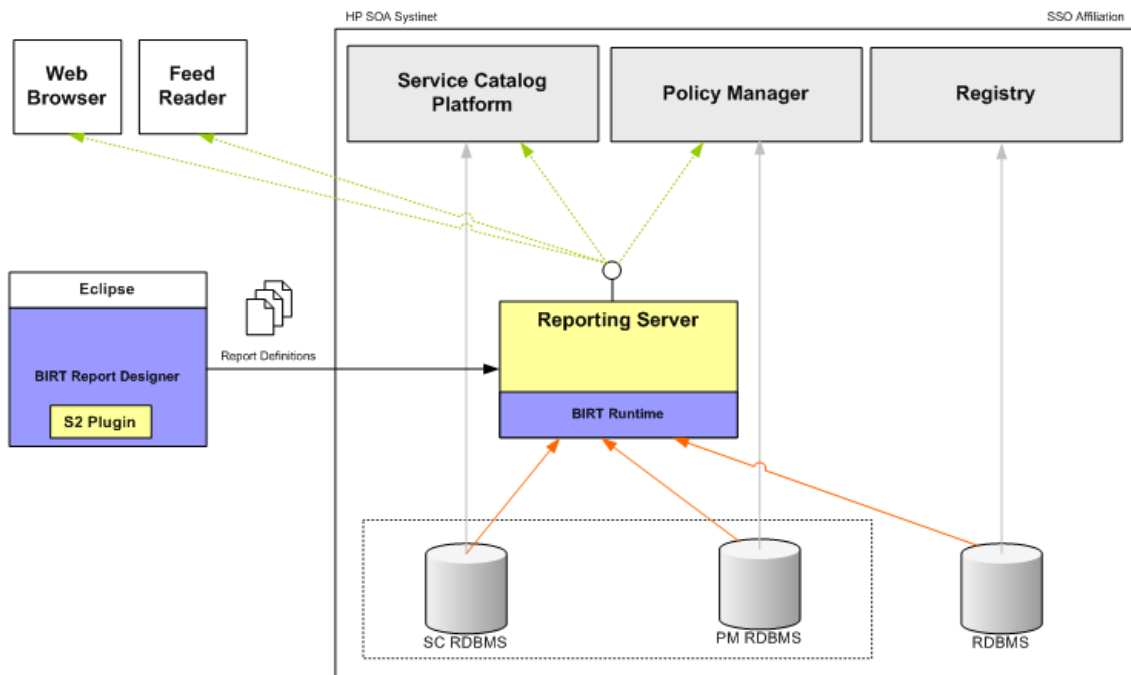 HP SOA Systinet
SSO Affiliation
Web
Browser
Feed
Reader
Service Catalog
Platform
Policy Manager
Registry
Eclipse
BIRT Report Designer
S2 Plugin
Report Definitions
Reporting Server
BIRT Runtime
SC RDBMS
PM RDBMS
RDBMS